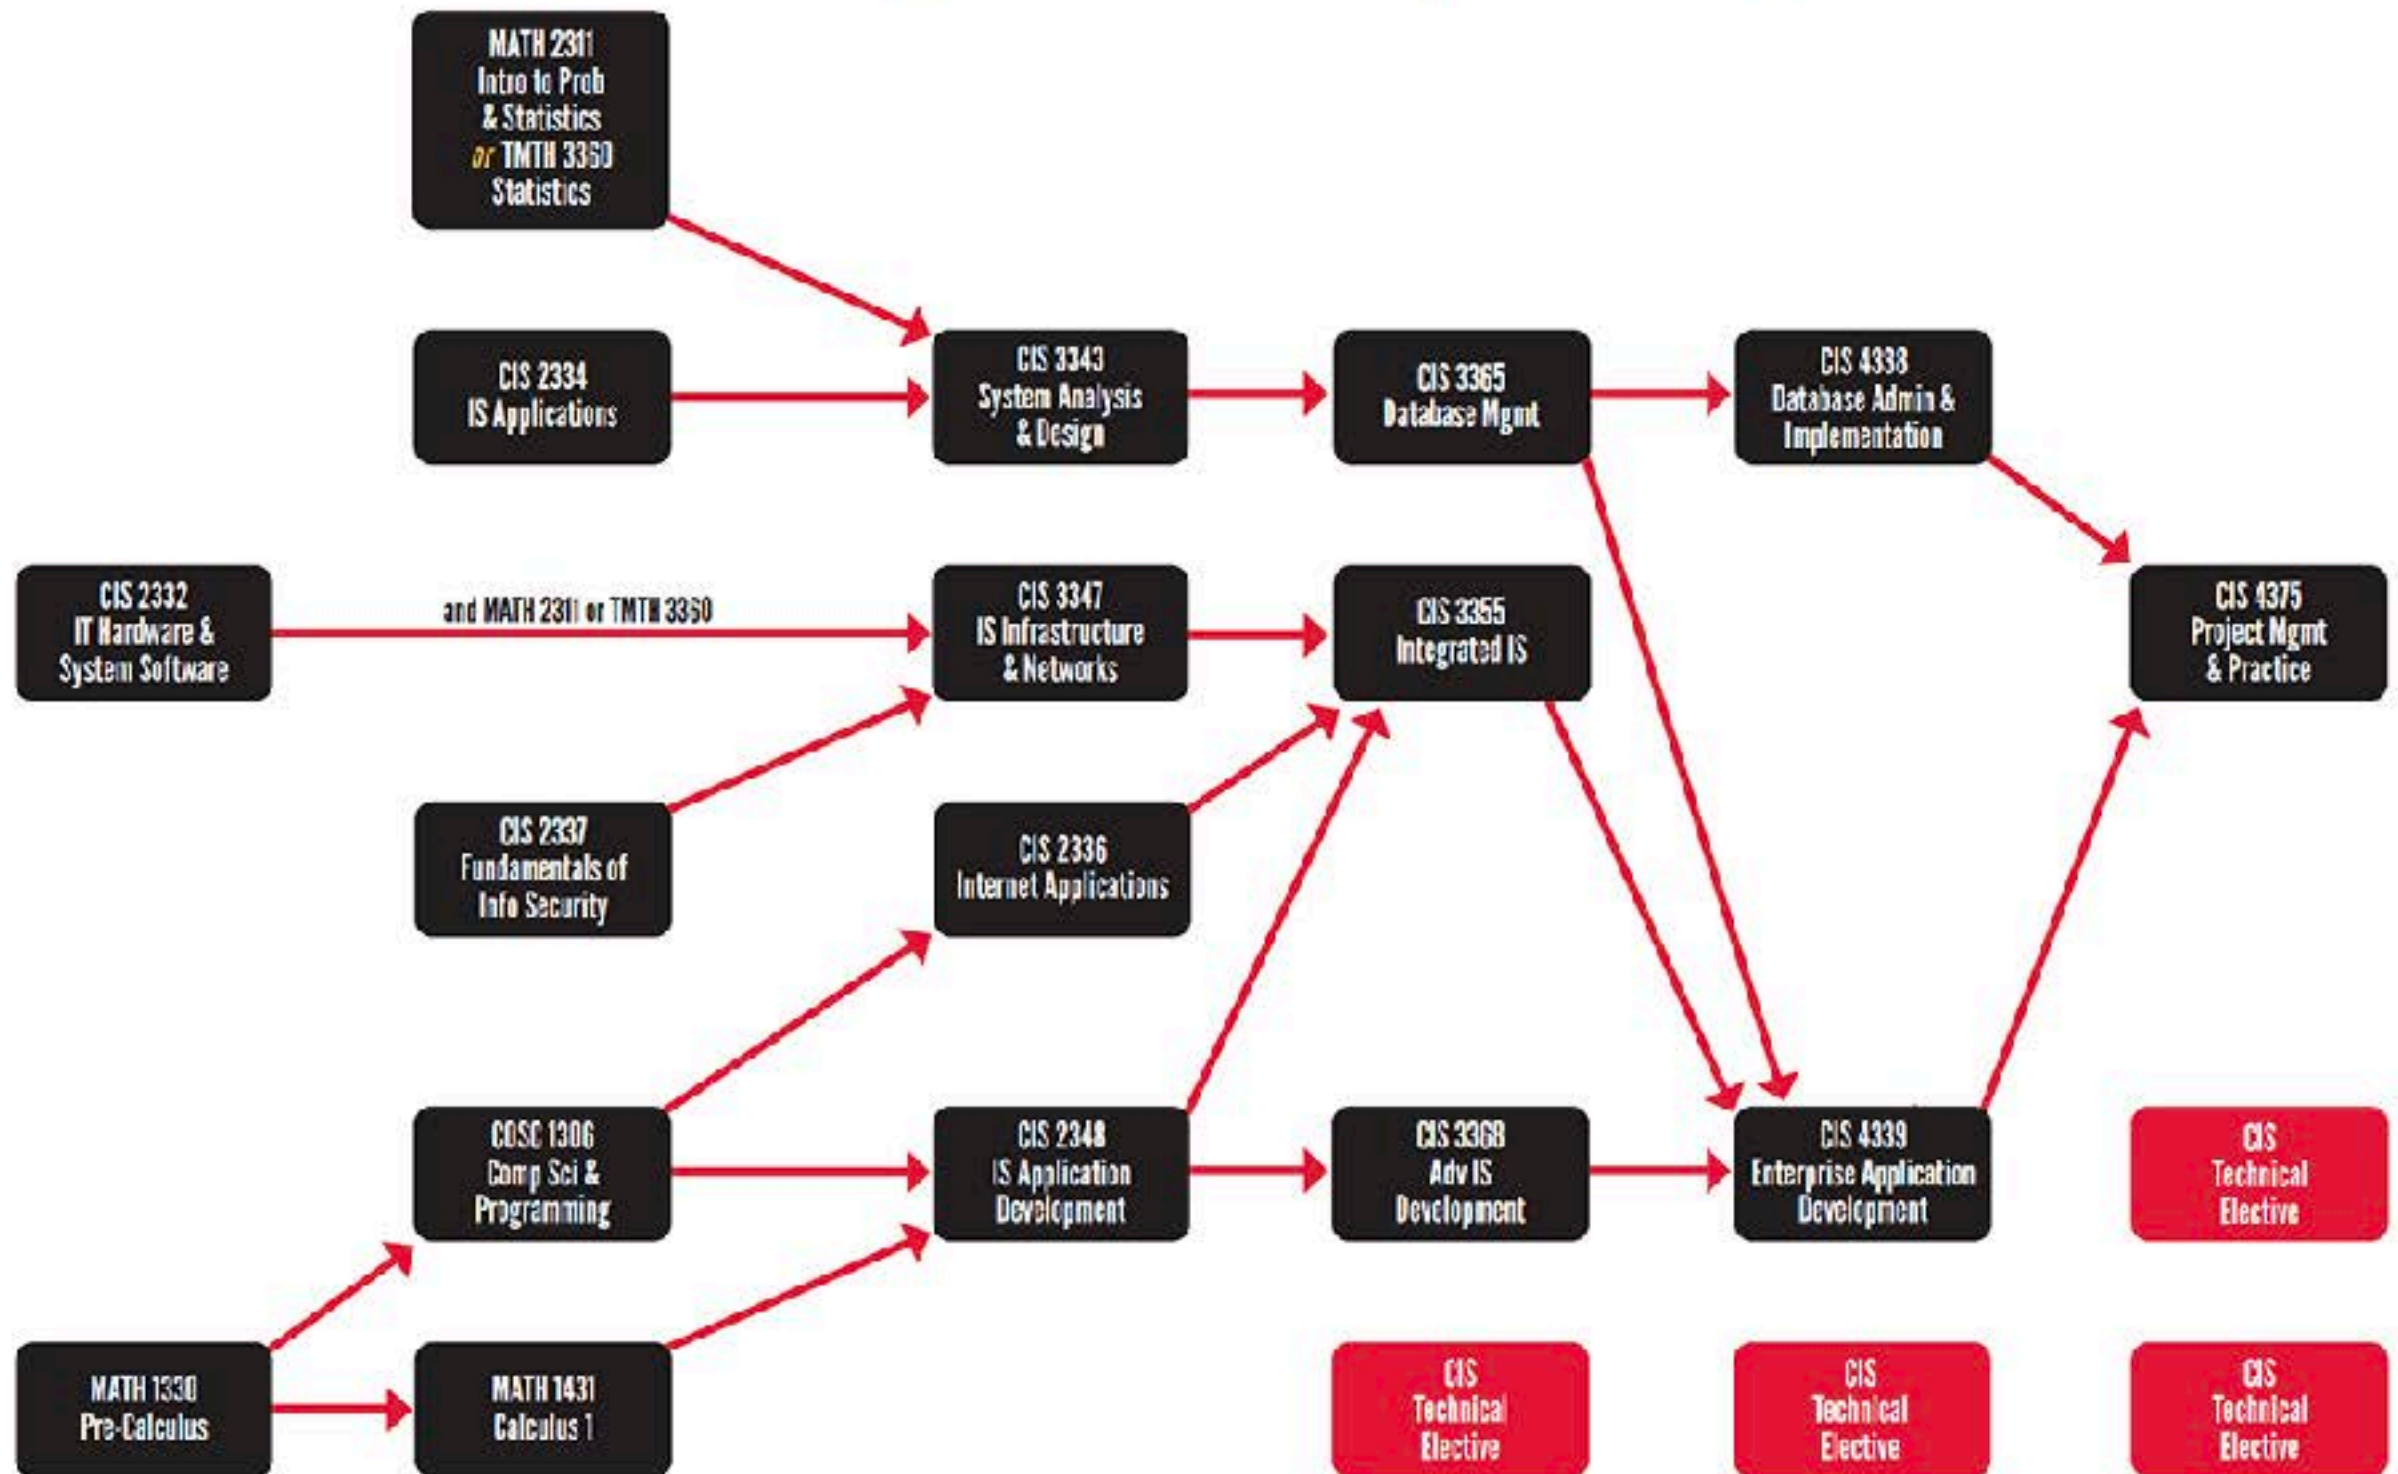 MATH 2311
Intro to Prob
& Statistics
or TMTH 3360
Statistics
CIS 2334
IS Applications
CIS 3343
System Analysis
& Design
CIS 3365
Database Mgmt
CIS 4338
Database Admin &
Implementation
CIS 2332
IT Hardware &
System Software
and MATH 2311 or TMTH 3360
CIS 3347
IS Infrastructure
& Networks
CIS 3355
Integrated IS
CIS 4375
Project Mgmt
& Practice
CIS 2337
Fundamentals of
Info Security
CIS 2336
Internet Applications
COSC 1306
Comp Sci &
Programming
CIS 2348
IS Application
Development
CIS 3368
Adv IS
Development
CIS 4339
Enterprise Application
Development
CIS
Technical
Elective
MATH 1330
Pre-Calculus
MATH 1431
Calculus 1
CIS
Technical
Elective
CIS
Technical
Elective
CIS
Technical
Elective